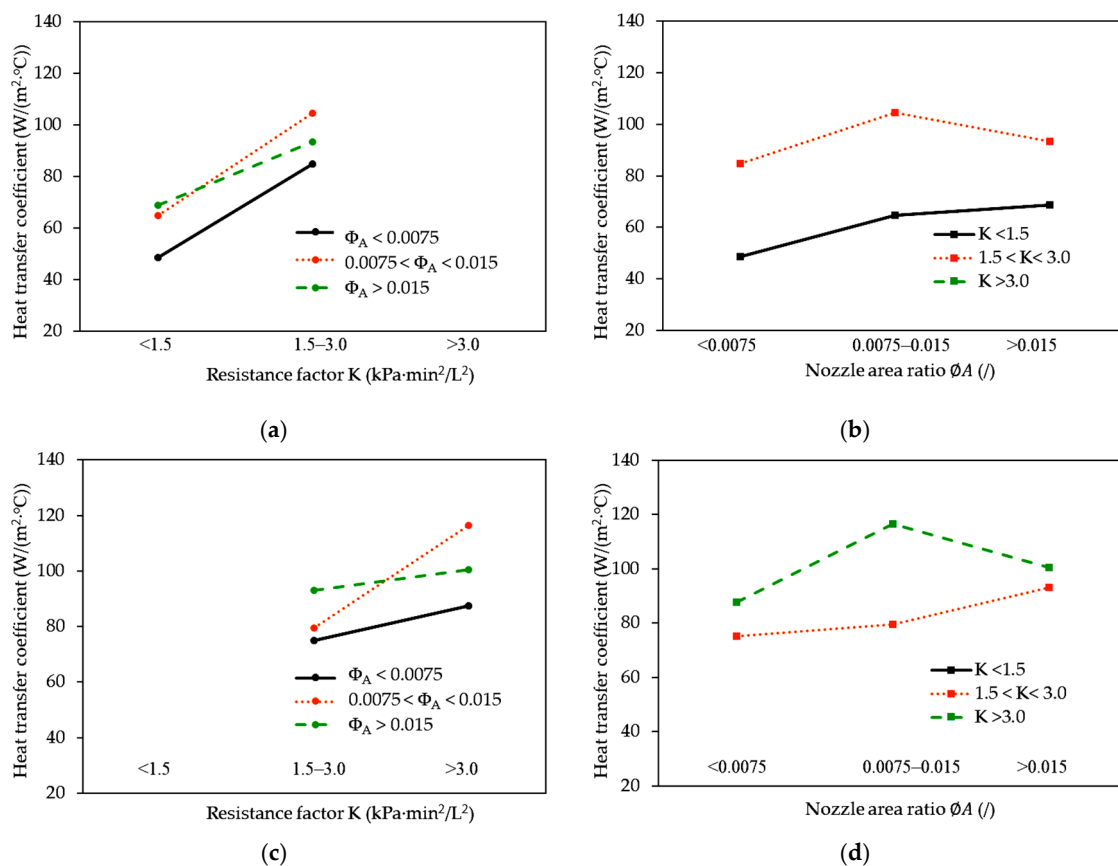 140
120
100
80
60
40
20
Heat transfer coefficient (W/(m²·°C))
Φ_A < 0.0075
0.0075< Φ_A < 0.015
Φ_A > 0.015
<1.5
1.5–3.0
>3.0
Resistance factor K (kPa·min²/L²)
(a)
140
120
100
80
60
40
20
Heat transfer coefficient (W/(m²·°C))
K <1.5
1.5 < K< 3.0
K >3.0
<0.0075
0.0075–0.015
>0.015
Nozzle area ratio ØA (/)
(b)
140
120
100
80
60
40
20
Heat transfer coefficient (W/(m²·°C))
Φ_A < 0.0075
0.0075< Φ_A < 0.015
Φ_A > 0.015
<1.5
1.5–3.0
>3.0
Resistance factor K (kPa·min²/L²)
(c)
140
120
100
80
60
40
20
Heat transfer coefficient (W/(m²·°C))
K <1.5
1.5 < K< 3.0
K >3.0
<0.0075
0.0075–0.015
>0.015
Nozzle area ratio ØA (/)
(d)